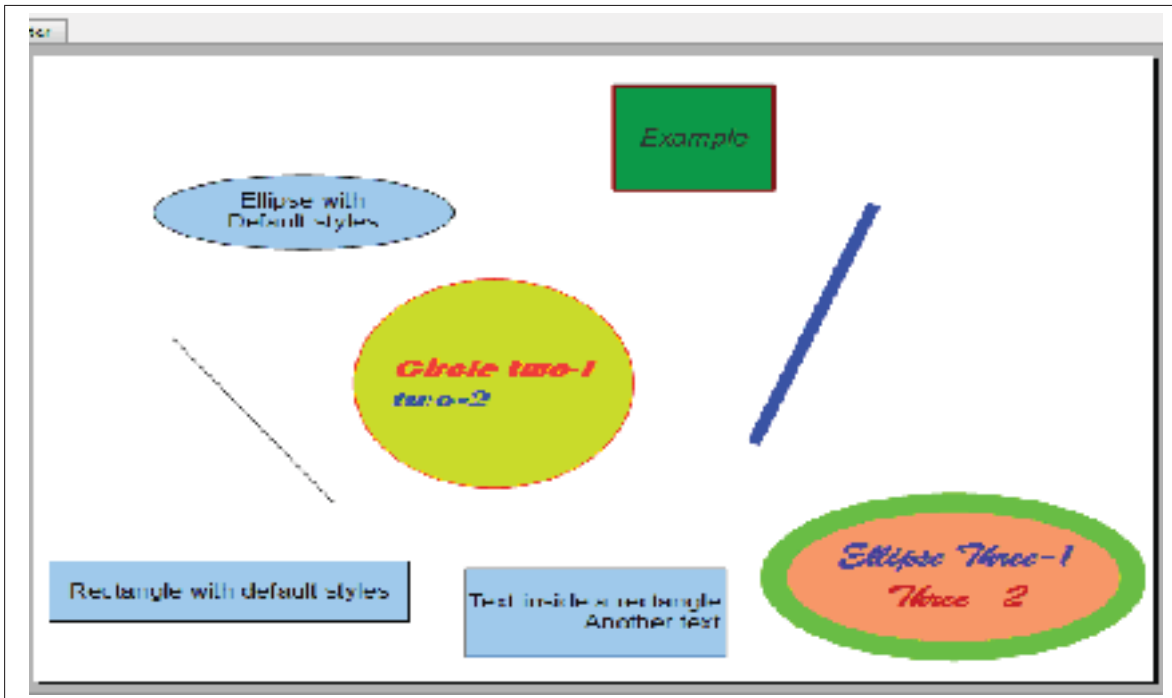 Example
Ellipse with
Default styles
Circle two-1
two-2
Ellipse Three-1
Three 2
Rectangle with default styles
Text inside a rectangle
Another text